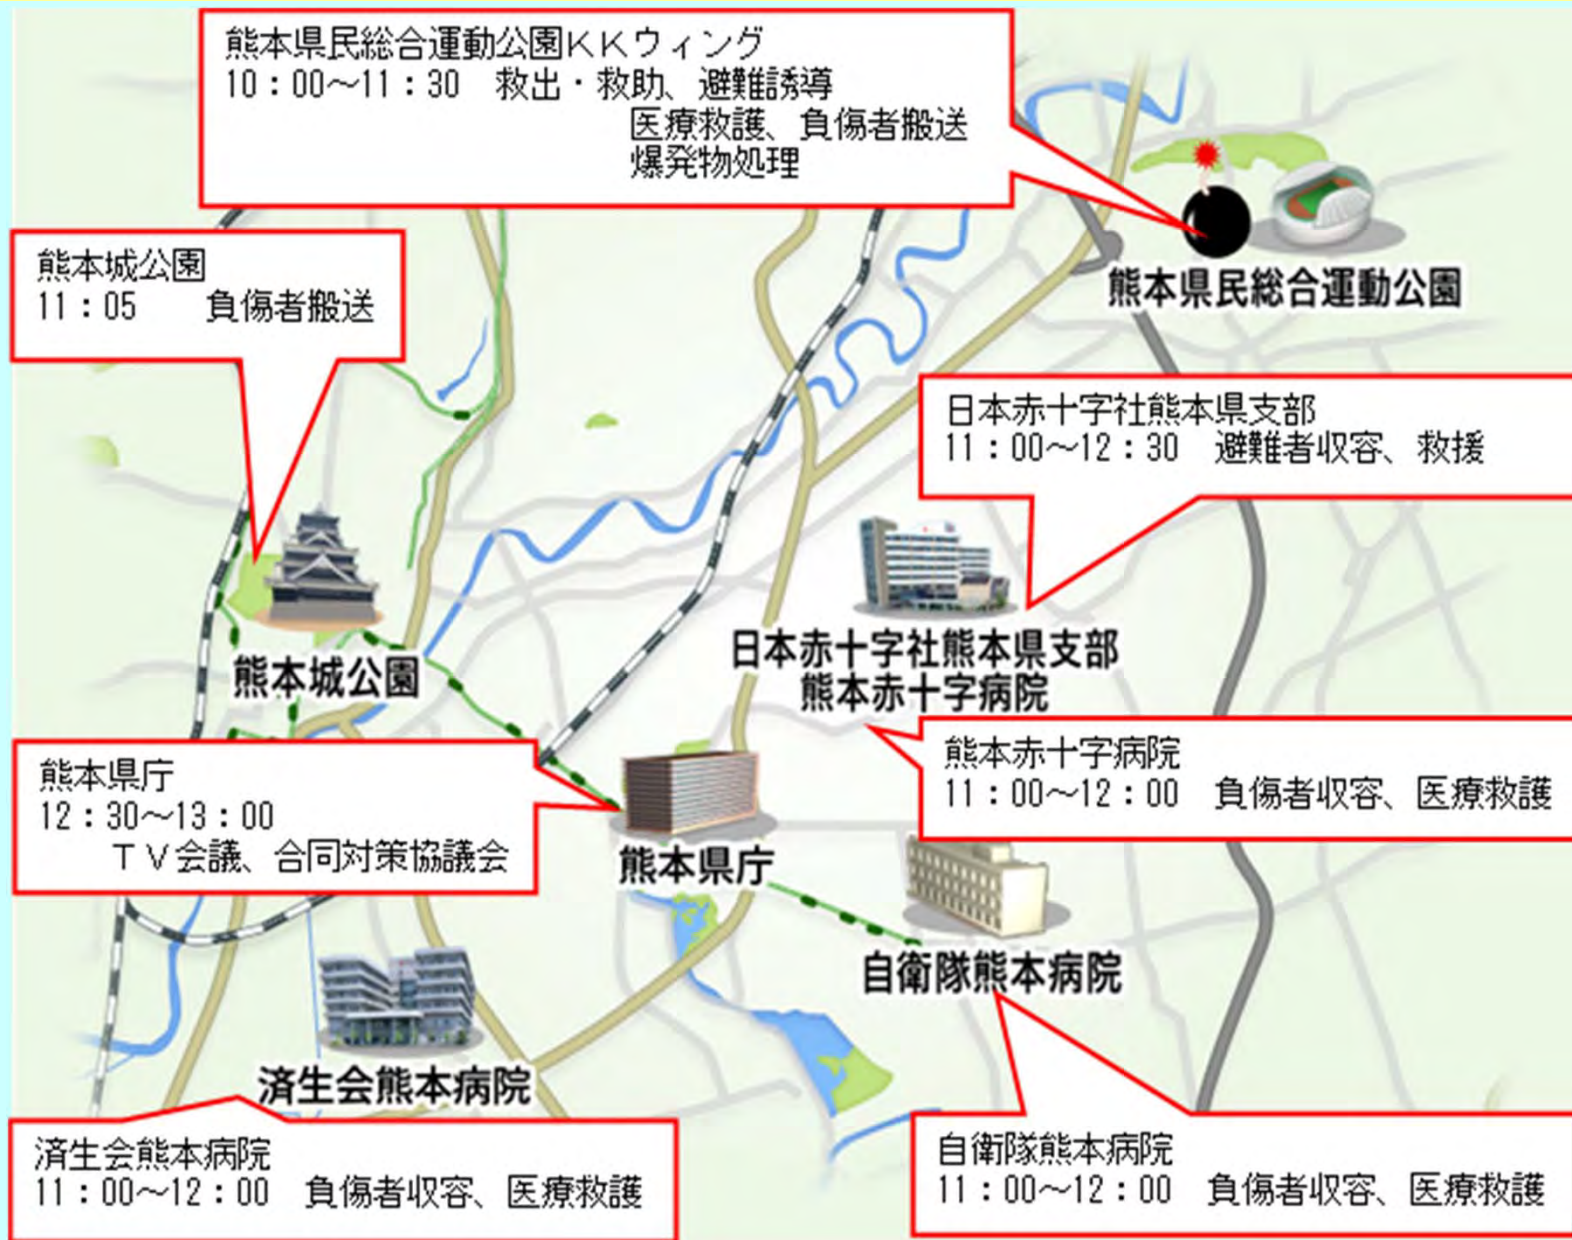 熊本県民総合運動公園KKウィング
10:00～11:30 救出・救助、避難誘導
医療救護、負傷者搬送
爆発物処理
熊本県民総合運動公園
熊本城公園
11:05 負傷者搬送
日本赤十字社熊本県支部
11:00～12:30 避難者収容、救援
熊本城公園
日本赤十字社熊本県支部
熊本赤十字病院
熊本赤十字病院
11:00～12:00 負傷者収容、医療救護
熊本県庁
12:30～13:00
TV会議、合同対策協議会
熊本県庁
自衛隊熊本病院
済生会熊本病院
済生会熊本病院
11:00～12:00 負傷者収容、医療救護
自衛隊熊本病院
11:00～12:00 負傷者収容、医療救護